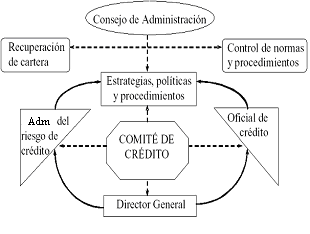 Consejo de Administración
Recuperación
de cartera
Control de normas
y procedimientos
Estrategias, políticas
y procedimientos
Adm del
riesgo de
crédito
Oficial de
crédito
COMITÉ DE
CRÉDITO
Director General